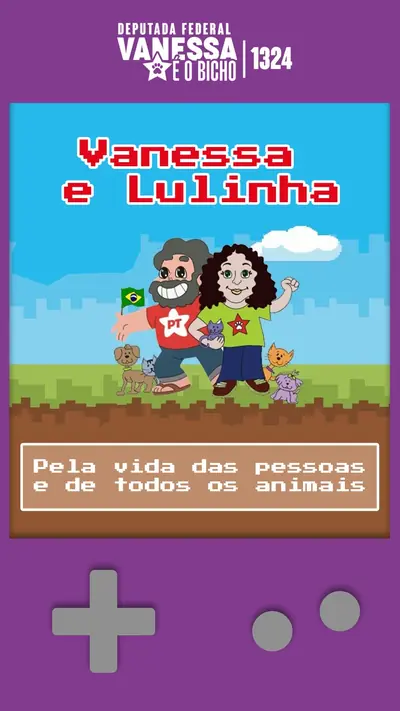 DEPUTADA FEDERAL
VANESSA
É O BICHO
1324
Vanessa
e Lulinha
PT
Pela vida das pessoas
e de todos os animais